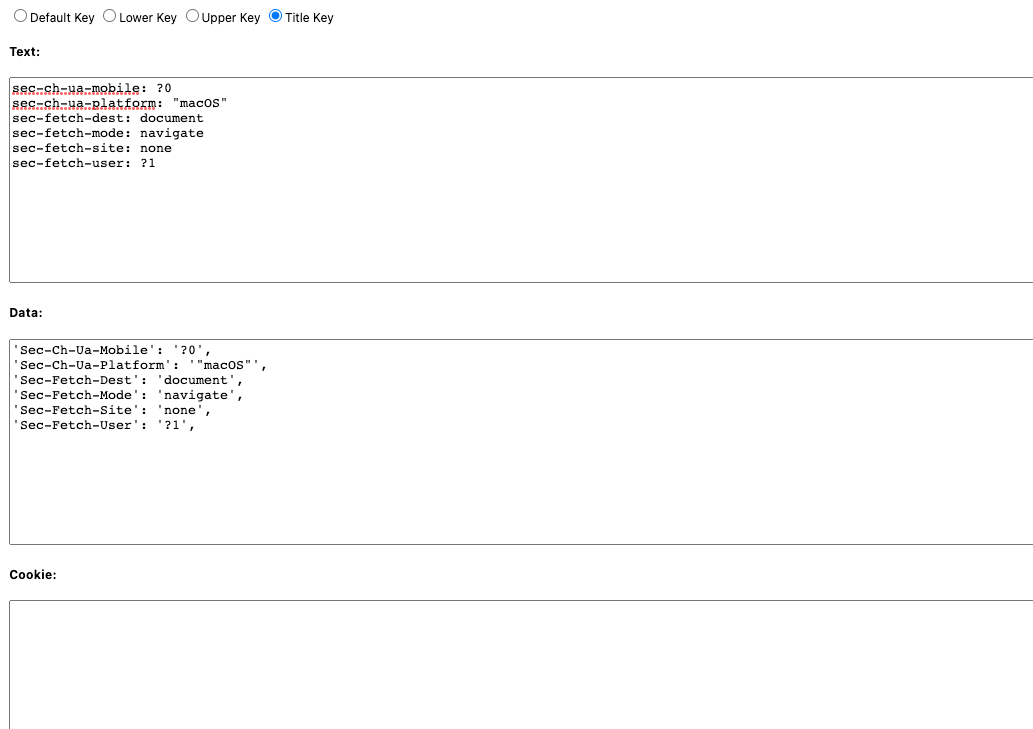 Default Key Lower Key Upper Key Title Key
Text:
sec-ch-ua-mobile: ?0
sec-ch-ua-platform: "macOS"
sec-fetch-dest: document
sec-fetch-mode: navigate
sec-fetch-site: none
sec-fetch-user: ?1
Data:
'Sec-Ch-Ua-Mobile': '?0',
'Sec-Ch-Ua-Platform': '"macOS"',
'Sec-Fetch-Dest': 'document',
'Sec-Fetch-Mode': 'navigate',
'Sec-Fetch-Site': 'none',
'Sec-Fetch-User': '?1',
Cookie: